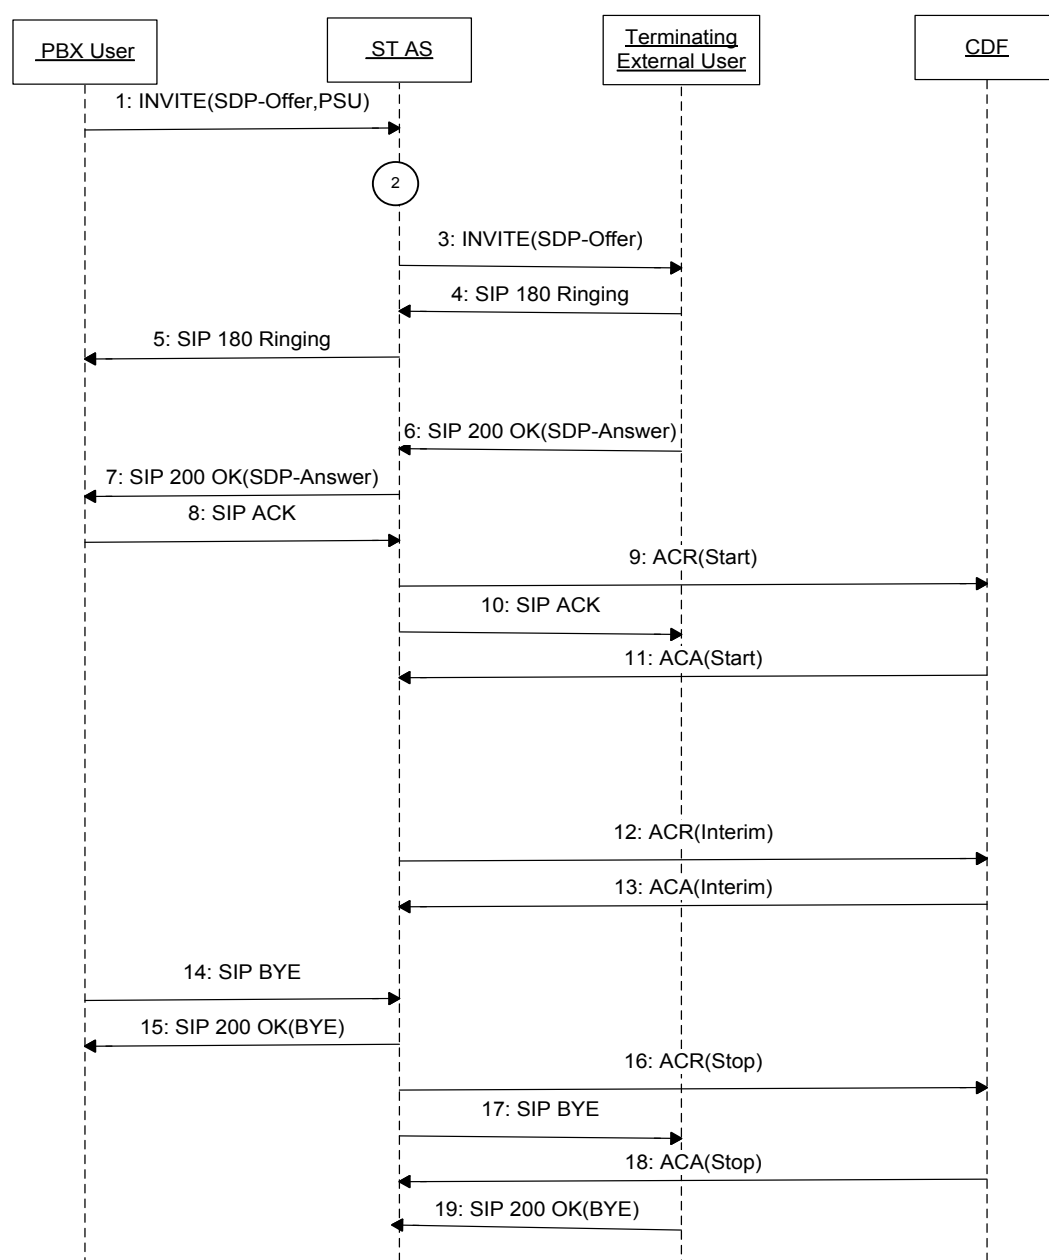 PBX User
ST AS
Terminating
External User
CDF
1: INVITE(SDP-Offer,PSU)
2
3: INVITE(SDP-Offer)
4: SIP 180 Ringing
5: SIP 180 Ringing
6: SIP 200 OK(SDP-Answer)
7: SIP 200 OK(SDP-Answer)
8: SIP ACK
9: ACR(Start)
10: SIP ACK
11: ACA(Start)
12: ACR(Interim)
13: ACA(Interim)
14: SIP BYE
15: SIP 200 OK(BYE)
16: ACR(Stop)
17: SIP BYE
18: ACA(Stop)
19: SIP 200 OK(BYE)